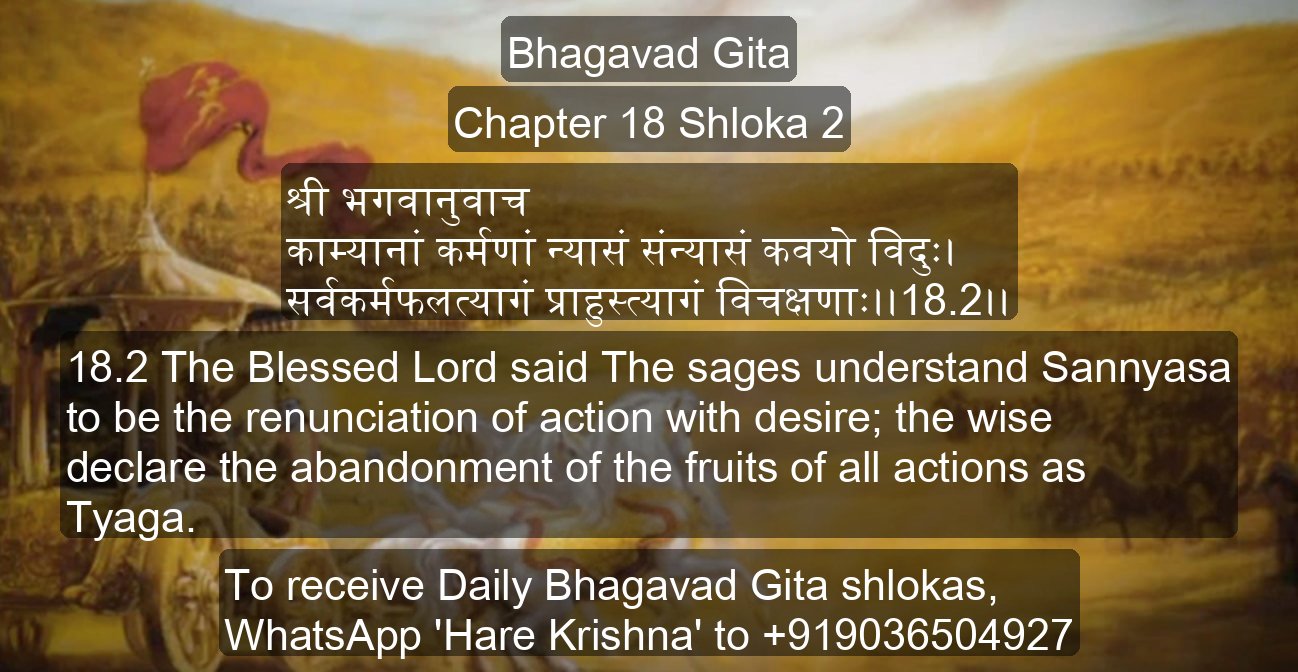 Bhagavad Gita
Chapter 18 Shloka 2
श्री भगवानुवाच
काम्यानां कर्मणां न्यासं संन्यासं कवयो विदुः।
सर्वकर्मफलत्यागं प्राहुस्त्यागं विचक्षणाः।।18.2।।
18.2 The Blessed Lord said The sages understand Sannyasa
to be the renunciation of action with desire; the wise
declare the abandonment of the fruits of all actions as
Tyaga.
To receive Daily Bhagavad Gita shlokas,
WhatsApp 'Hare Krishna' to +919036504927